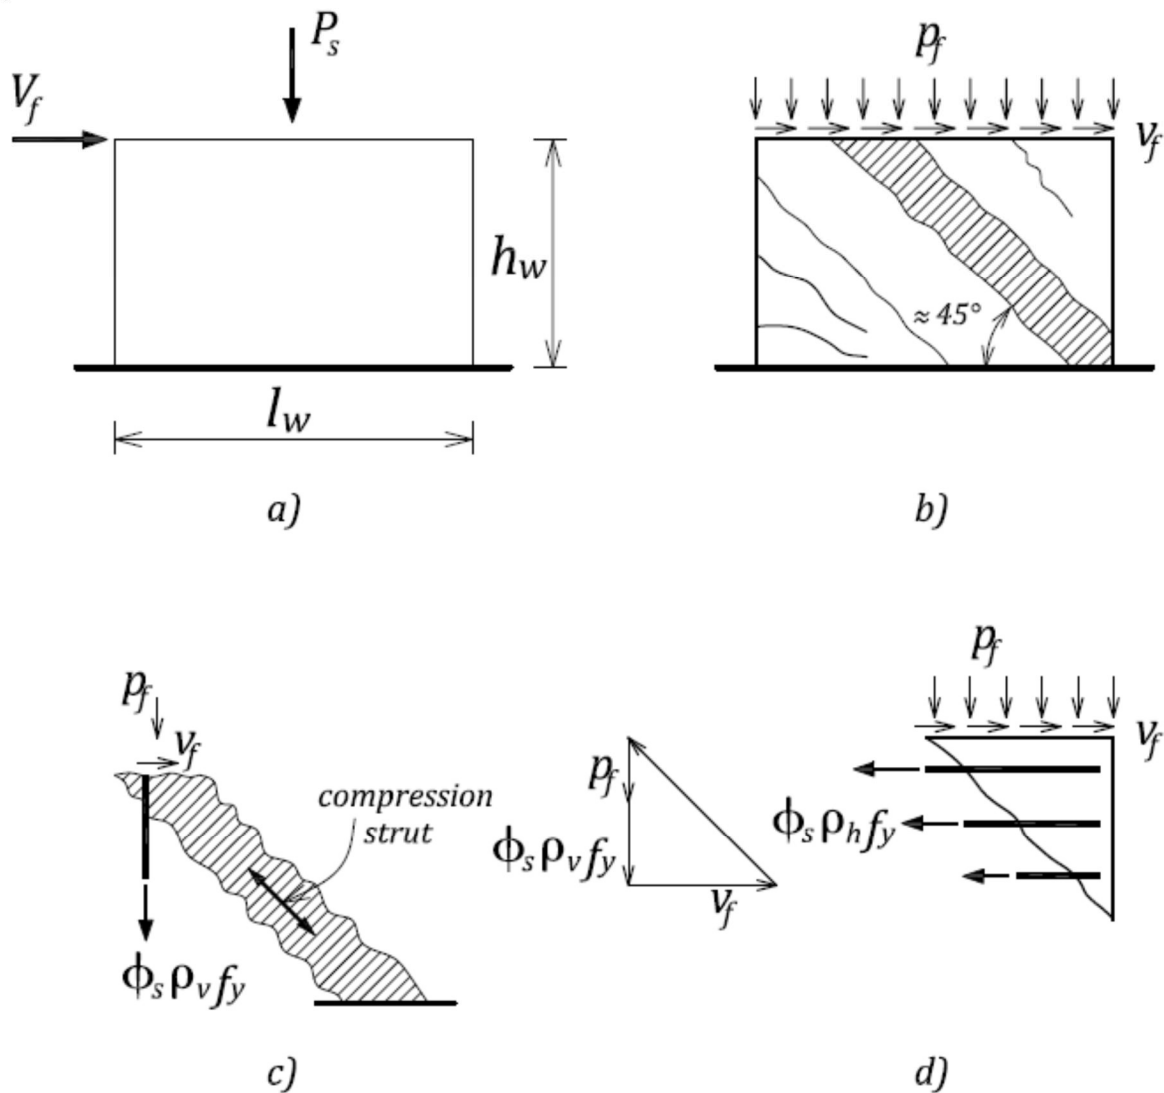 P_s
V_f
h_w
l_w
a)
p_f
v_f
≈ 45°
b)
p_f
v_f
compression
strut
ϕ_s ρ_v f_y
c)
p_f
ϕ_s ρ_v f_y
v_f
p_f
v_f
ϕ_s ρ_h f_y
d)